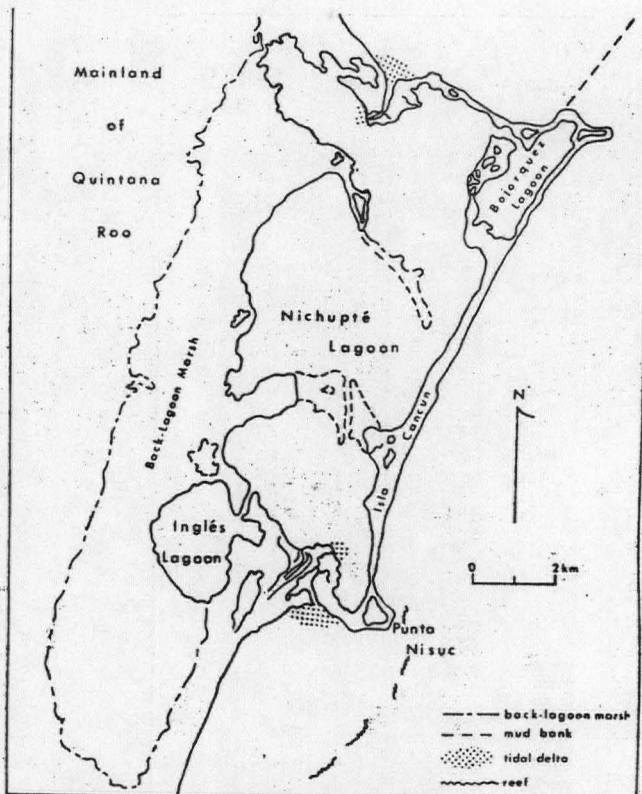 Mainland
of
Quintana
Roo
Bojorquez
Lagoon
Nichupté
Lagoon
Back-Lagoon Marsh
Isla Cancun
N
Inglés
Lagoon
0 2km
Punta
Nisuc
back-lagoon marsh
mud bank
tidal delta
reef